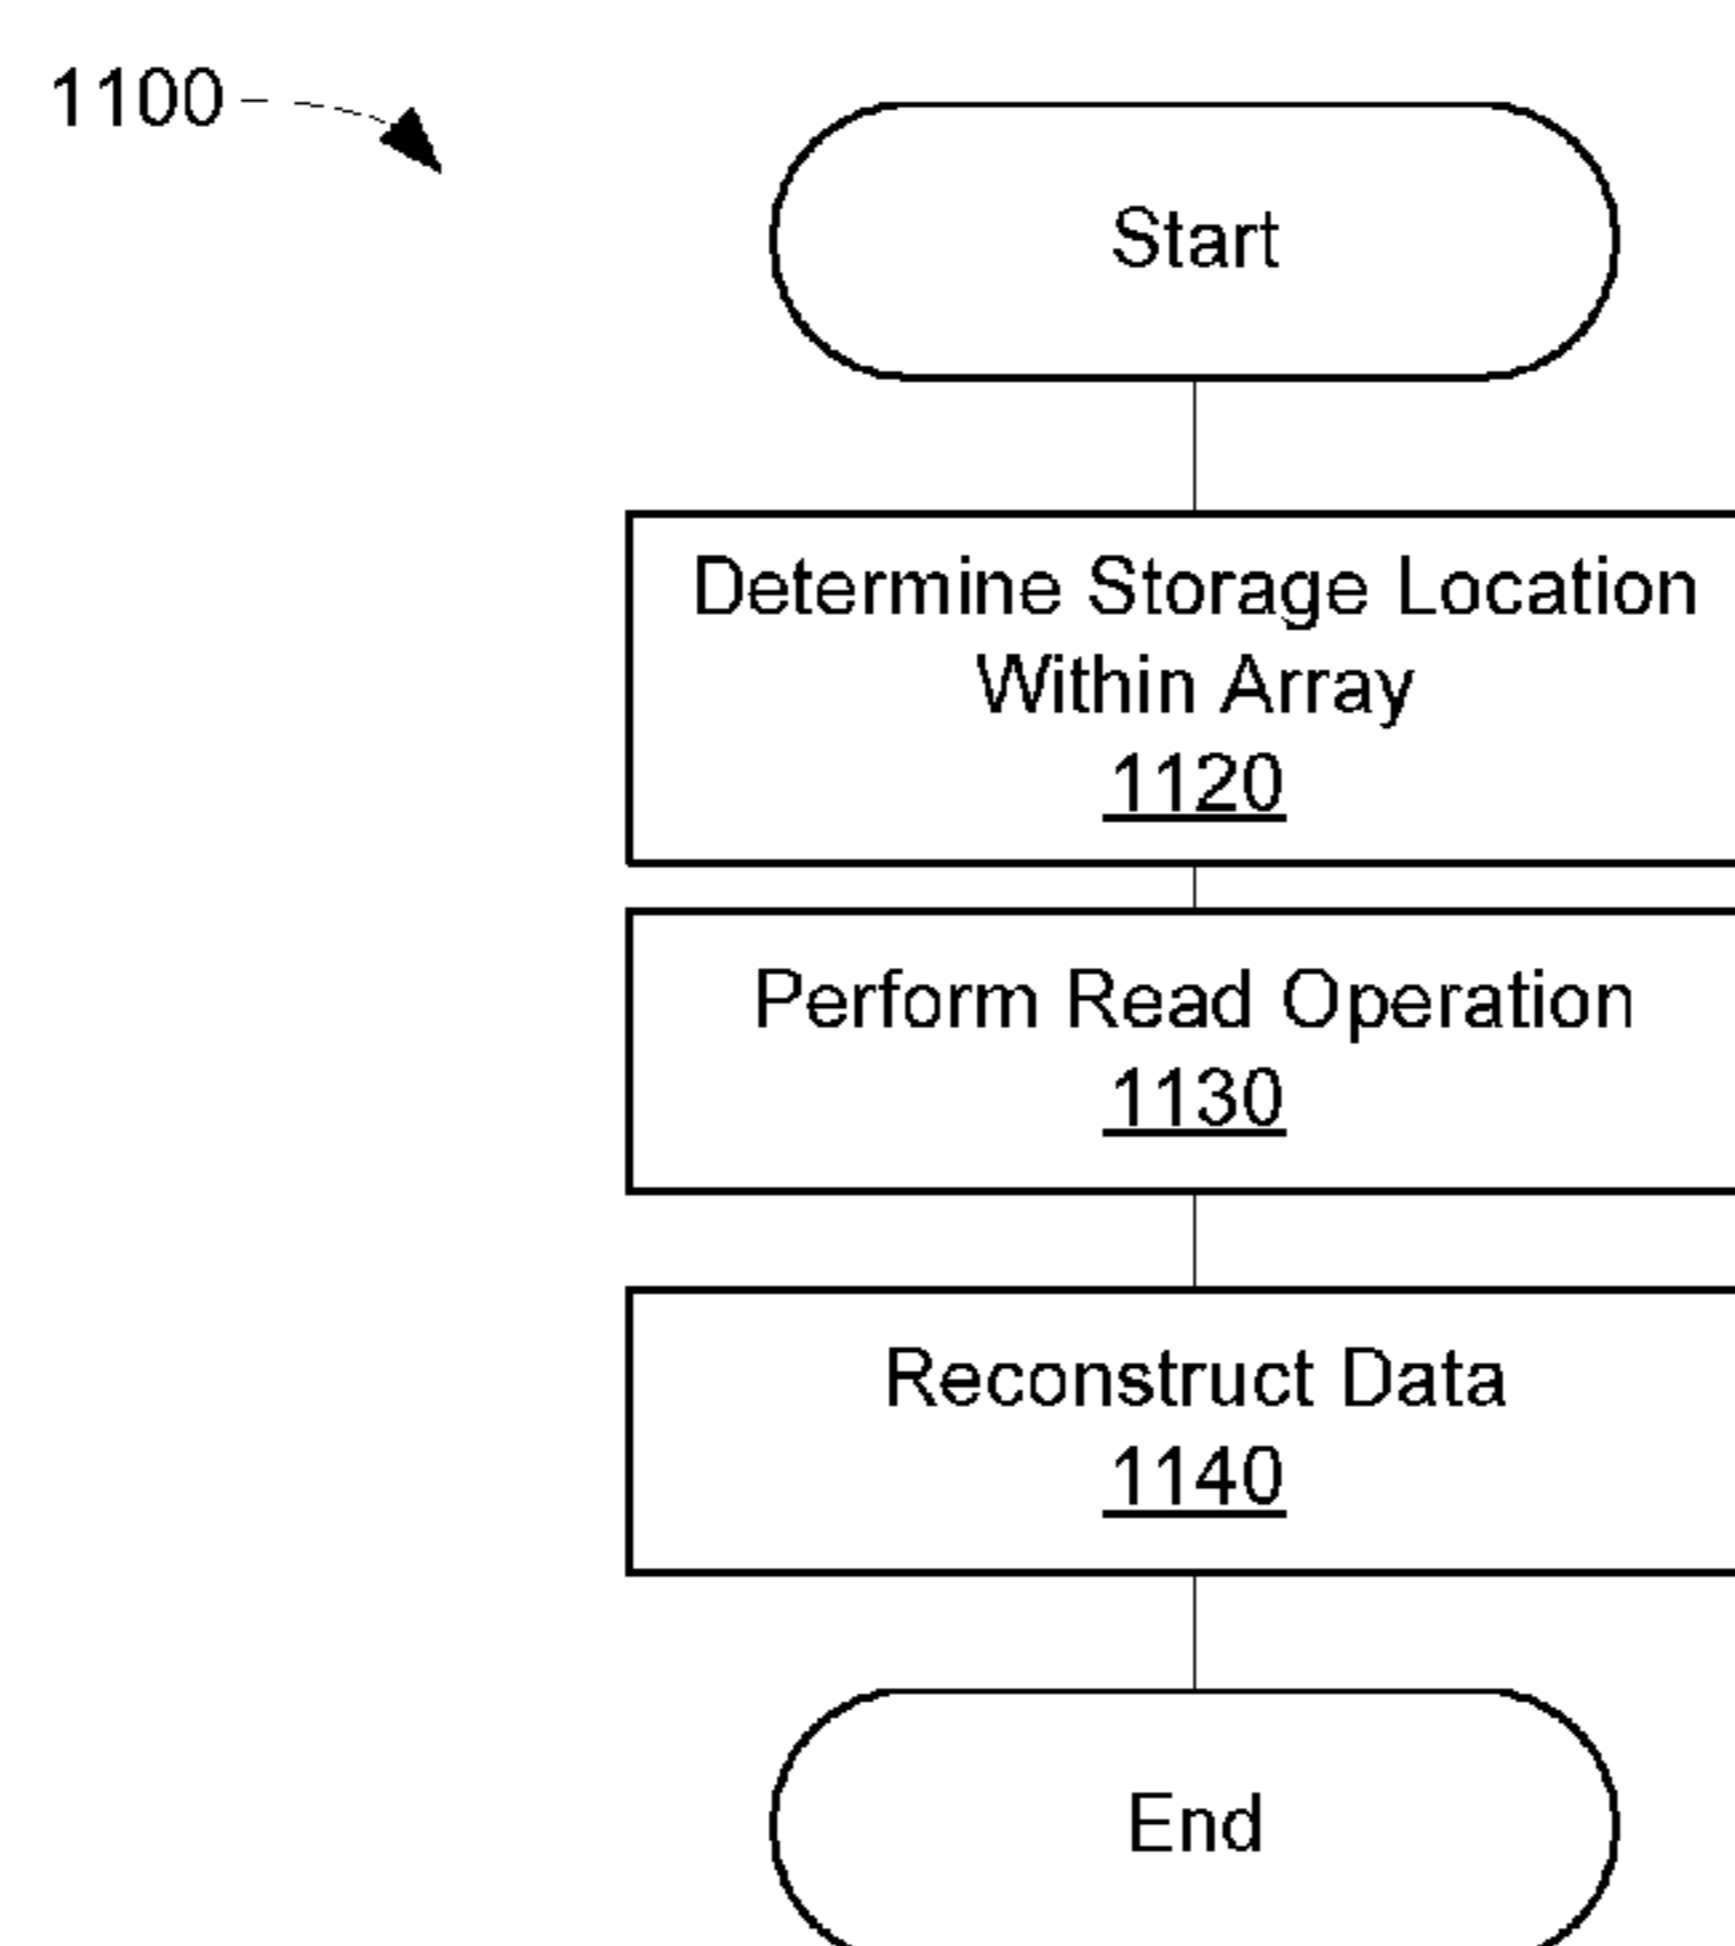 1100
Start
Determine Storage Location
Within Array
1120
Perform Read Operation
1130
Reconstruct Data
1140
End